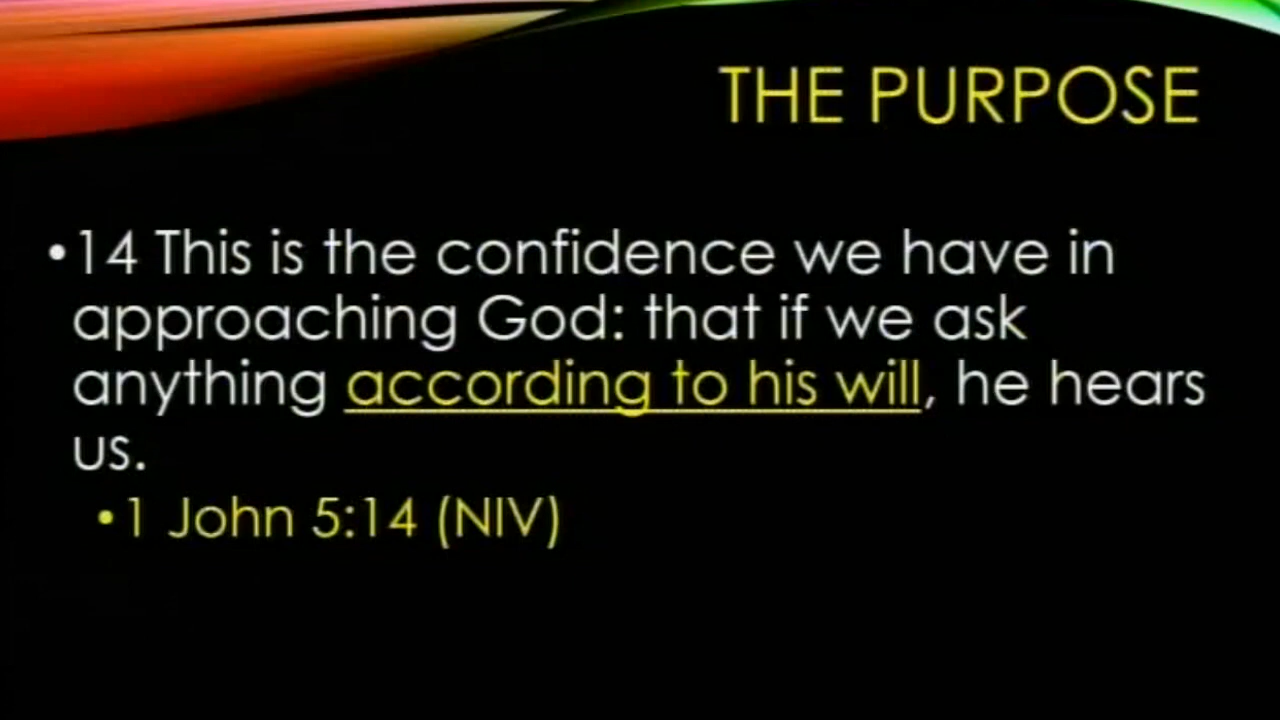 THE PURPOSE
•14 This is the confidence we have in
approaching God: that if we ask
anything according to his will, he hears
us.
•1 John 5:14 (NIV)